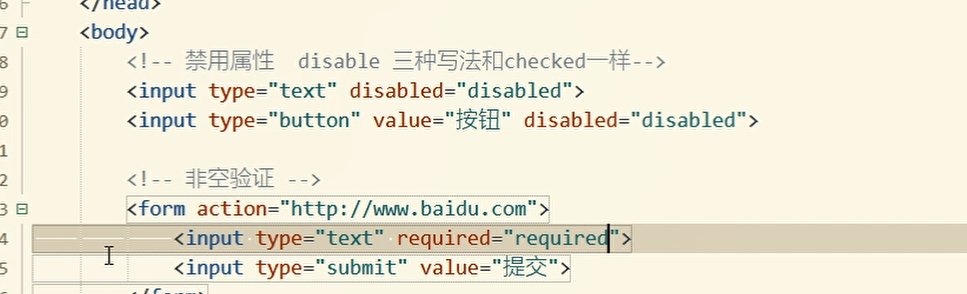 6 </head>
7 <body>
8 <!-- 禁用属性 disable 三种写法和checked一样-->
9 <input type="text" disabled="disabled">
0 <input type="button" value="按钮" disabled="disabled">
1
2 <!-- 非空验证 -->
3 <form action="http://www.baidu.com">
4 <input type="text" required="required">
5 <input type="submit" value="提交">
6 </form>